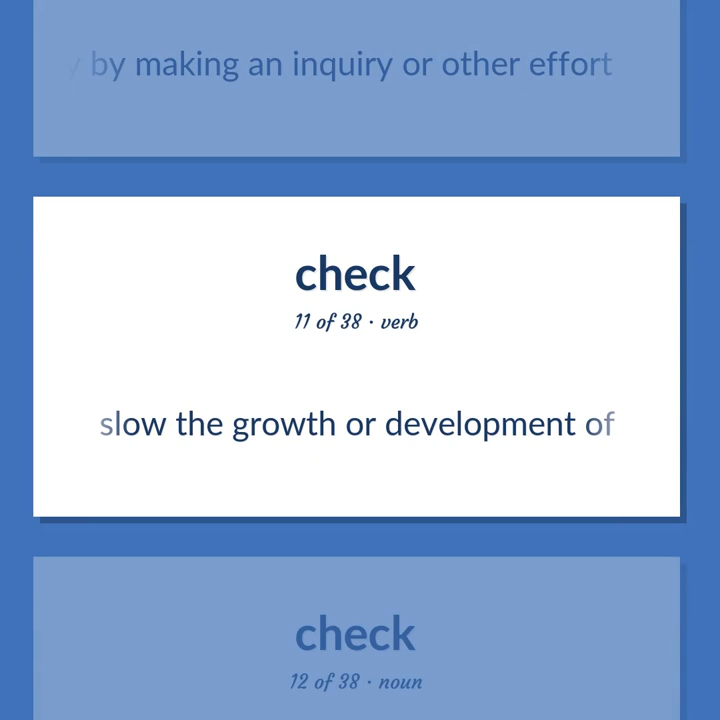 by making an inquiry or other effort
check
11 of 38 · verb
slow the growth or development of
check
12 of 38 · noun